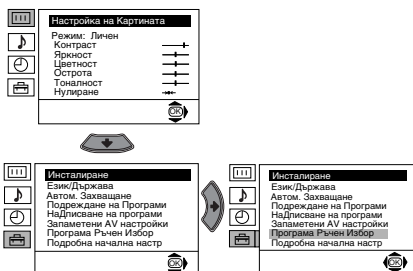 Настройка на Картината
Режим: Личен
Контраст
Яркност
Цветност
Острота
Тоналност
Нулиране
OK
Инсталиране
Език/Държава
Автом. Захващане
Подреждане на Програми
НаДписване на програми
Запаметени AV настройки
Програма Ръчен Избор
Подробна начална настр
OK
Инсталиране
Език/Държава
Автом. Захващане
Подреждане на Програми
НаДписване на програми
Запаметени AV настройки
Програма Ръчен Избор
Подробна начална настр
OK